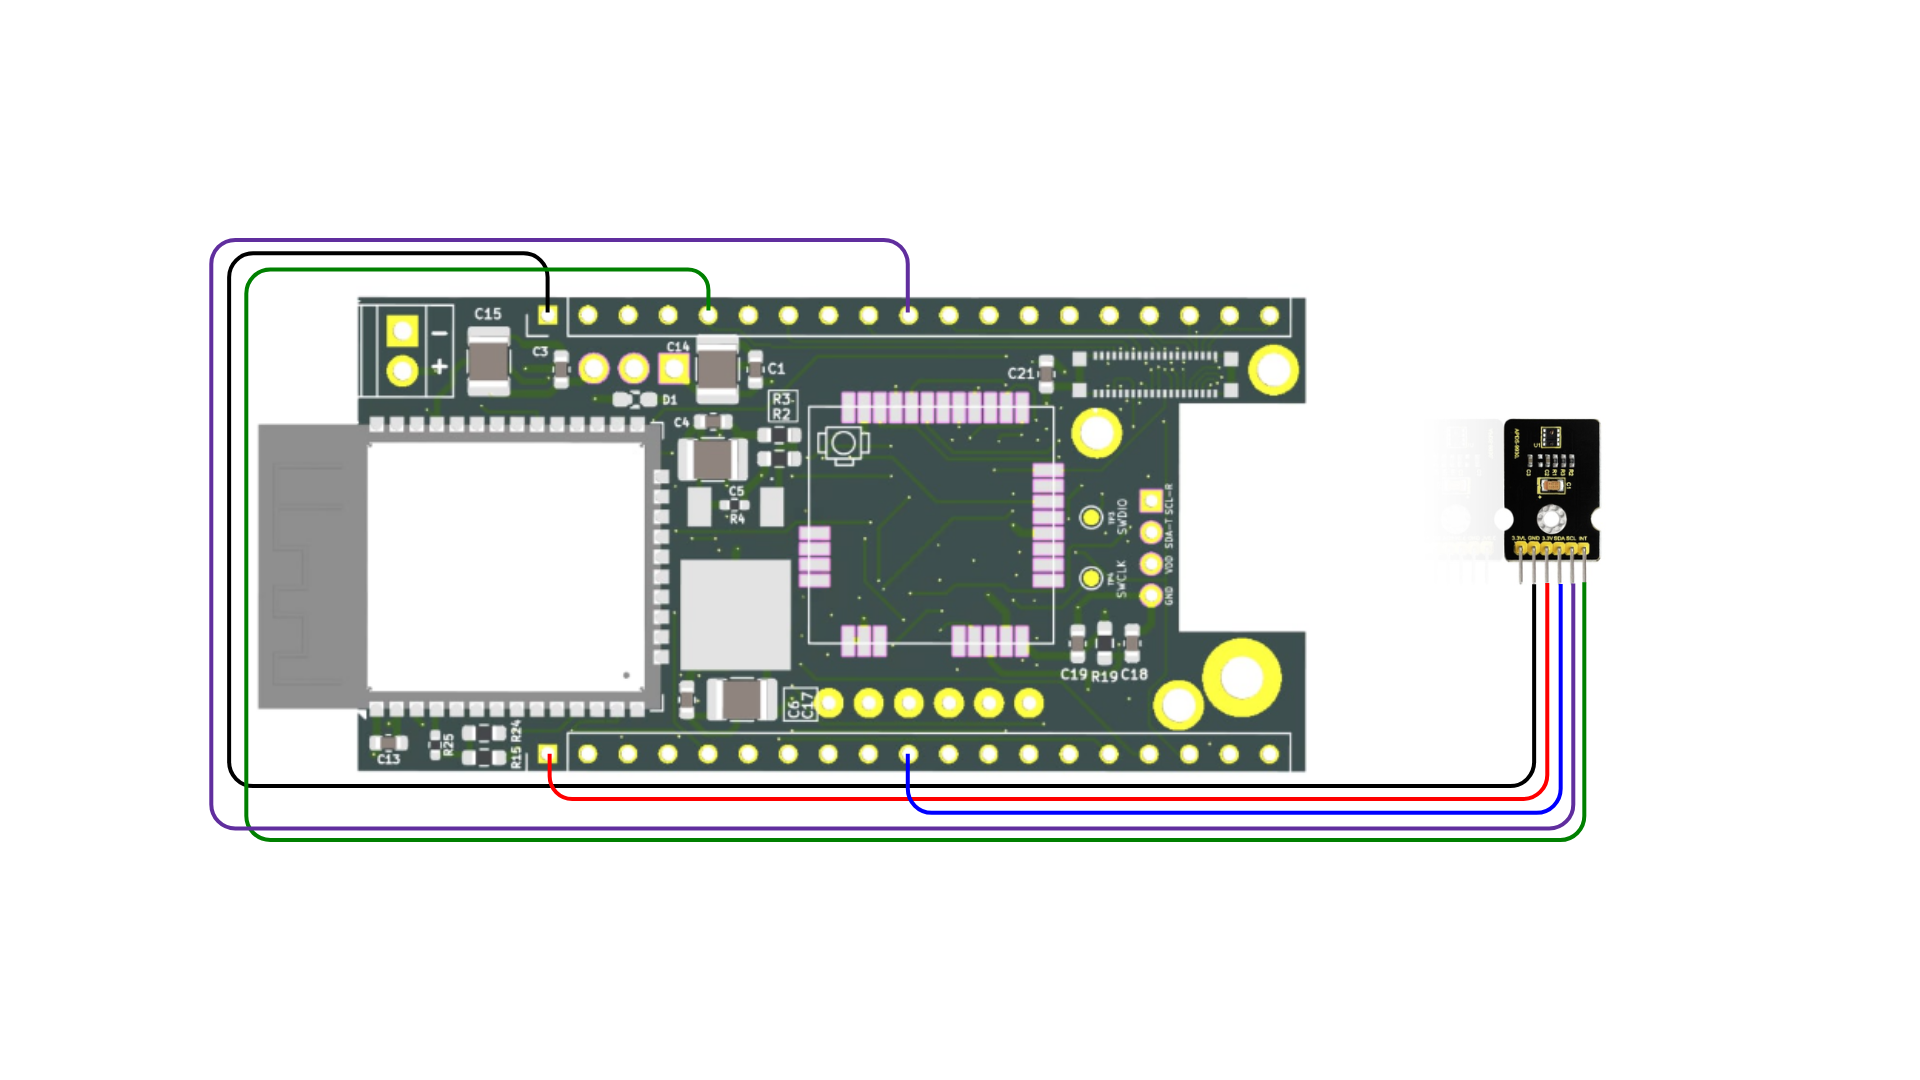 C15
C3
C14
C1
D1
R3
R2
C4
C5
R4
C21
−
+
TP3
SWDIO
TP4
SWCLK
SCL-R
SDA-T
VDD
GND
C19
R19
C18
C6
C17
C13
R25
R24
R15
3.3V
GND
3.3V
SDA
SCL
INT